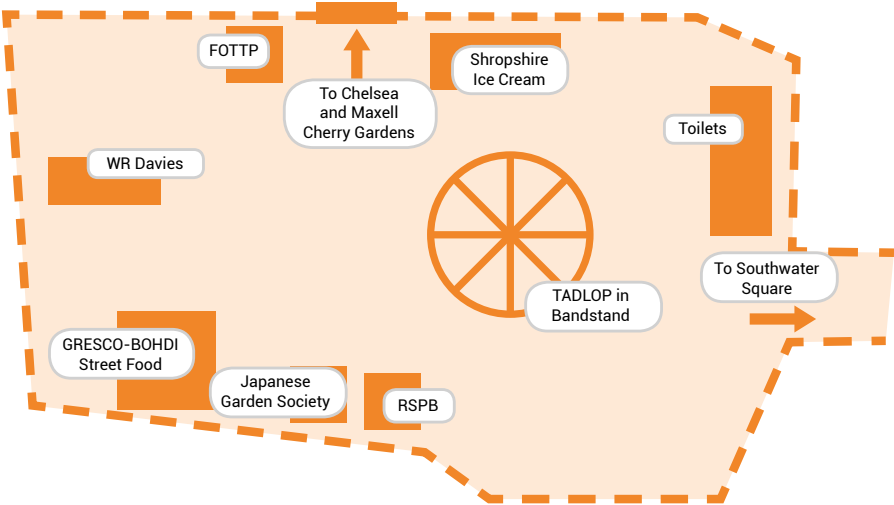 FOTTP
To Chelsea
and Maxell
Cherry Gardens
Shropshire
Ice Cream
Toilets
WR Davies
To Southwater
Square
TADLOP in
Bandstand
GRESCO-BOHDI
Street Food
Japanese
Garden Society
RSPB